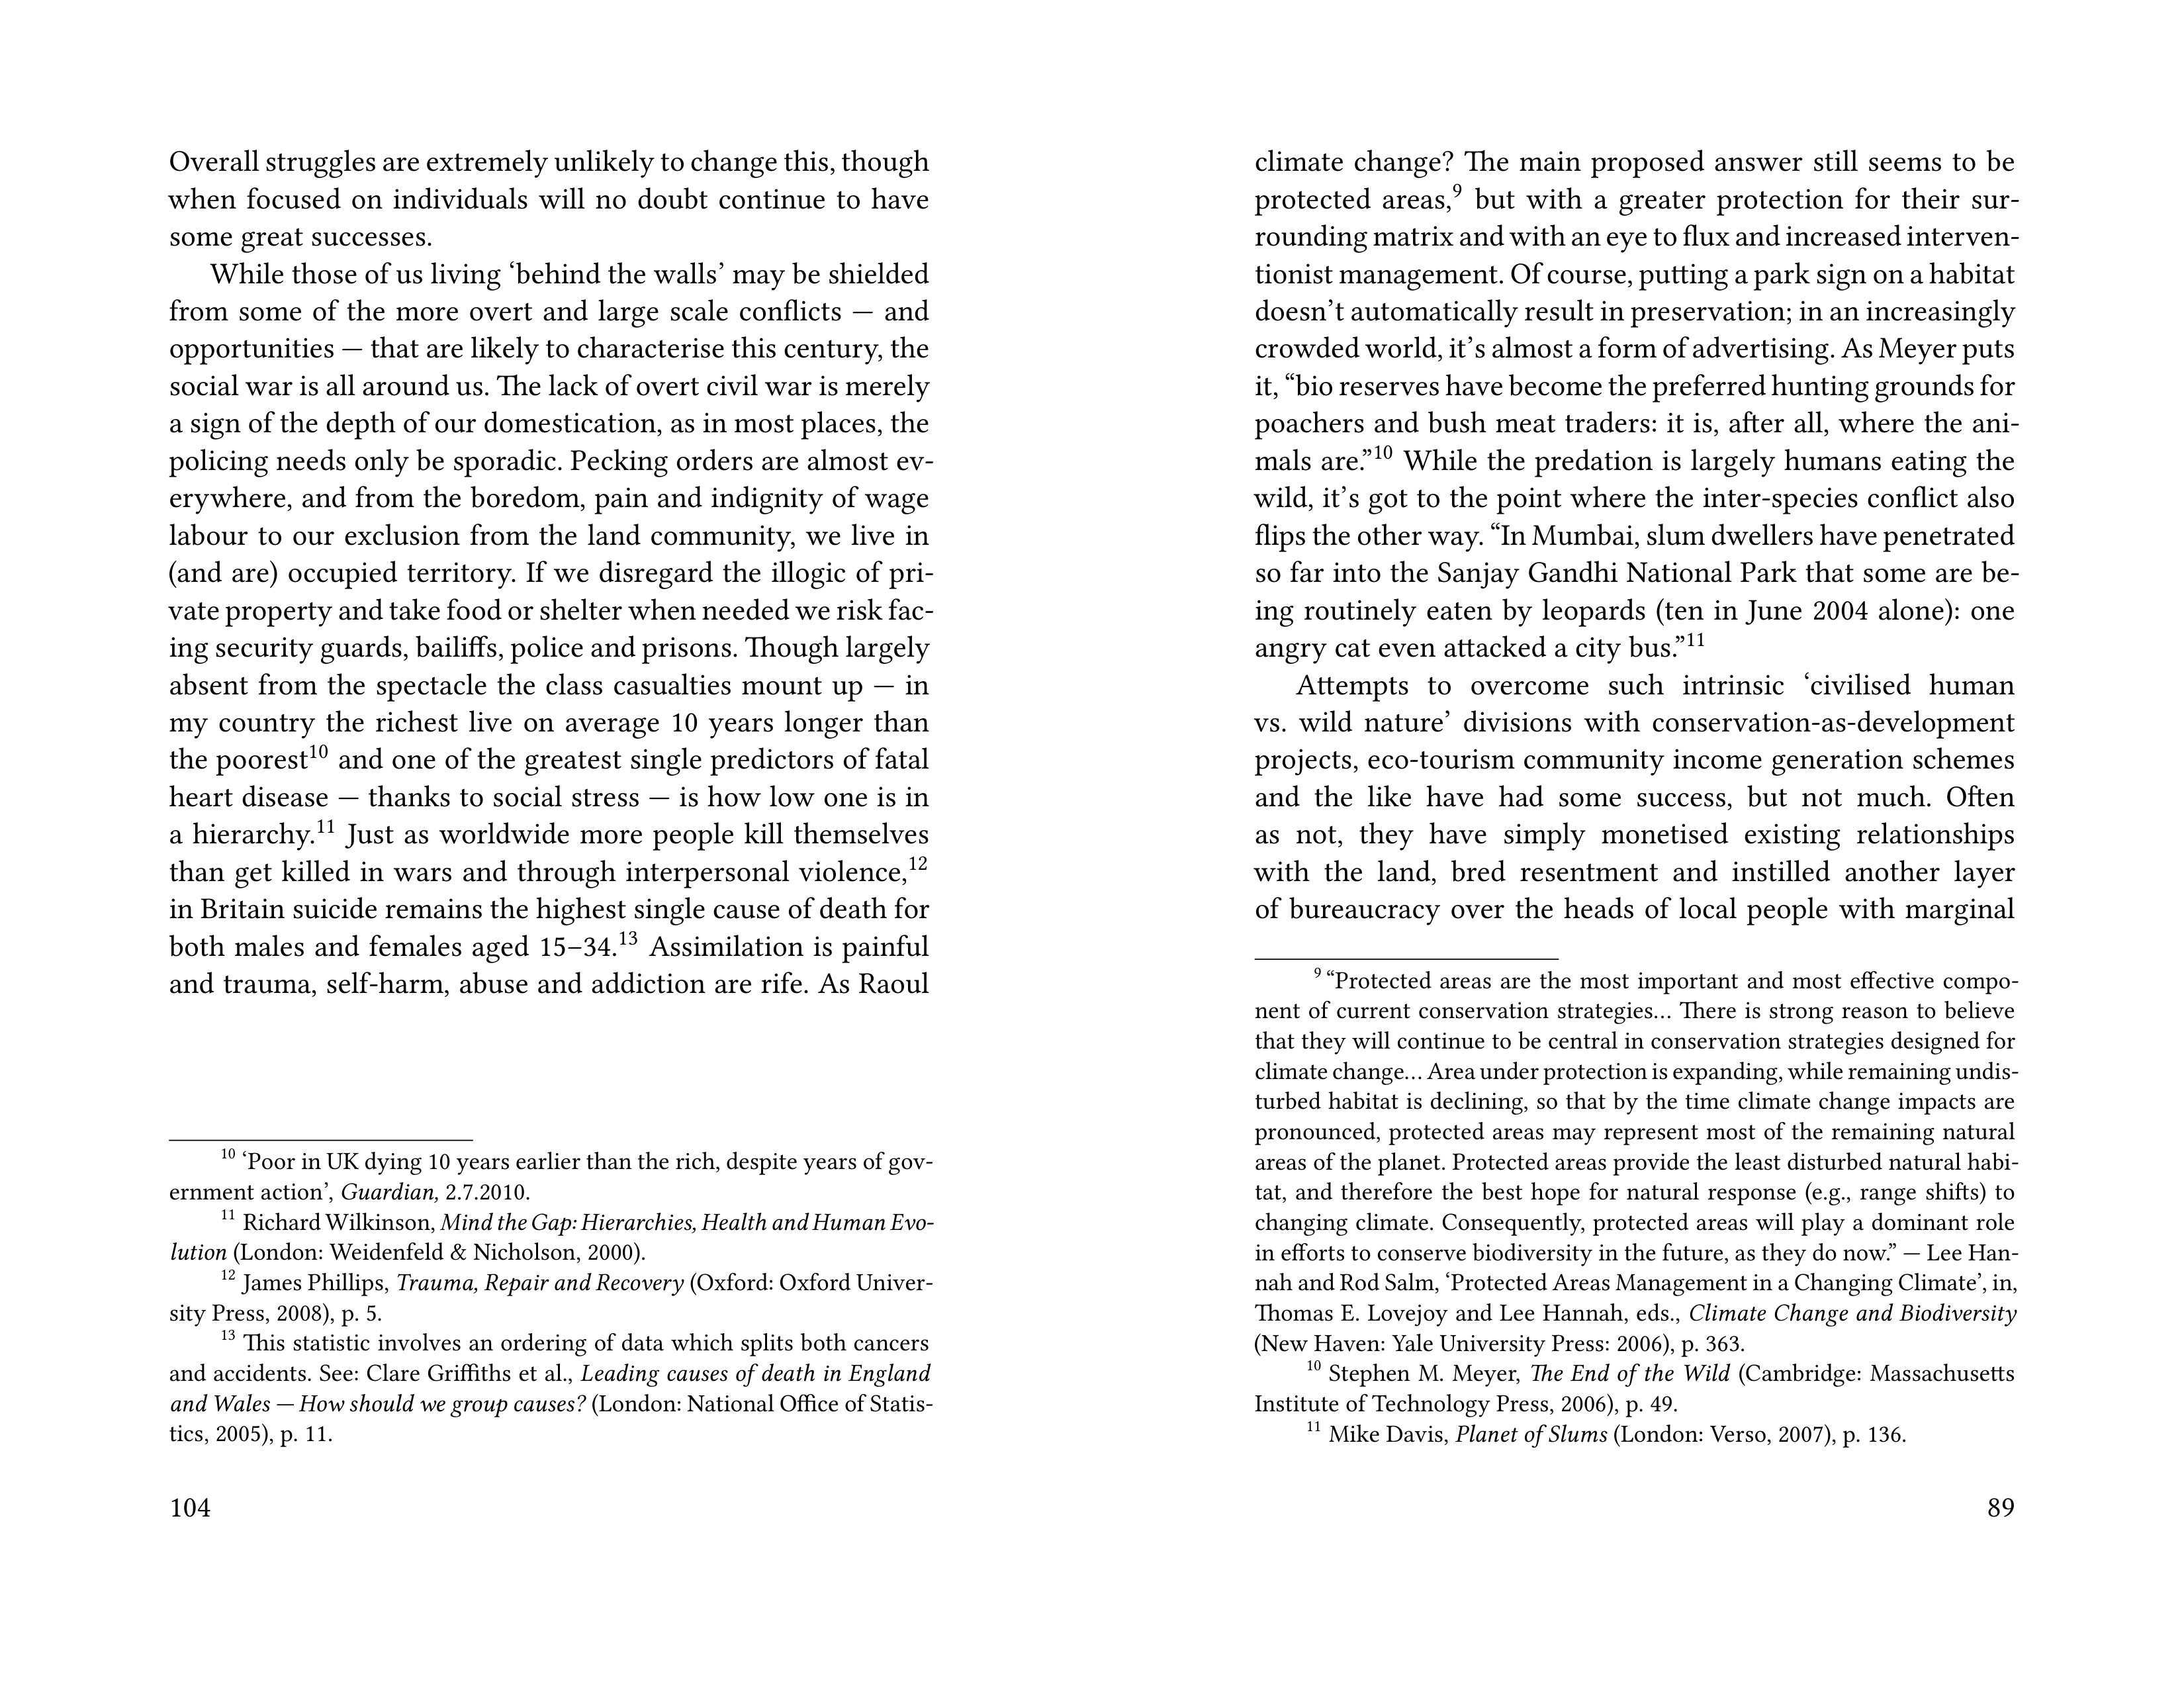 Overall struggles are extremely unlikely to change this, though
when focused on individuals will no doubt continue to have
some great successes.
While those of us living ‘behind the walls’ may be shielded
from some of the more overt and large scale conflicts — and
opportunities — that are likely to characterise this century, the
social war is all around us. The lack of overt civil war is merely
a sign of the depth of our domestication, as in most places, the
policing needs only be sporadic. Pecking orders are almost ev-
erywhere, and from the boredom, pain and indignity of wage
labour to our exclusion from the land community, we live in
(and are) occupied territory. If we disregard the illogic of pri-
vate property and take food or shelter when needed we risk fac-
ing security guards, bailiffs, police and prisons. Though largely
absent from the spectacle the class casualties mount up — in
my country the richest live on average 10 years longer than
the poorest10 and one of the greatest single predictors of fatal
heart disease — thanks to social stress — is how low one is in
a hierarchy.11 Just as worldwide more people kill themselves
than get killed in wars and through interpersonal violence,12
in Britain suicide remains the highest single cause of death for
both males and females aged 15–34.13 Assimilation is painful
and trauma, self-harm, abuse and addiction are rife. As Raoul
10 ‘Poor in UK dying 10 years earlier than the rich, despite years of gov-
ernment action’, Guardian, 2.7.2010.
11 Richard Wilkinson, Mind the Gap: Hierarchies, Health and Human Evo-
lution (London: Weidenfeld & Nicholson, 2000).
12 James Phillips, Trauma, Repair and Recovery (Oxford: Oxford Univer-
sity Press, 2008), p. 5.
13 This statistic involves an ordering of data which splits both cancers
and accidents. See: Clare Griffiths et al., Leading causes of death in England
and Wales — How should we group causes? (London: National Office of Statis-
tics, 2005), p. 11.
104
climate change? The main proposed answer still seems to be
protected areas,9 but with a greater protection for their sur-
rounding matrix and with an eye to flux and increased interven-
tionist management. Of course, putting a park sign on a habitat
doesn’t automatically result in preservation; in an increasingly
crowded world, it’s almost a form of advertising. As Meyer puts
it, “bio reserves have become the preferred hunting grounds for
poachers and bush meat traders: it is, after all, where the ani-
mals are.”10 While the predation is largely humans eating the
wild, it’s got to the point where the inter-species conflict also
flips the other way. “In Mumbai, slum dwellers have penetrated
so far into the Sanjay Gandhi National Park that some are be-
ing routinely eaten by leopards (ten in June 2004 alone): one
angry cat even attacked a city bus.”11
Attempts to overcome such intrinsic ‘civilised human
vs. wild nature’ divisions with conservation-as-development
projects, eco-tourism community income generation schemes
and the like have had some success, but not much. Often
as not, they have simply monetised existing relationships
with the land, bred resentment and instilled another layer
of bureaucracy over the heads of local people with marginal
9 “Protected areas are the most important and most effective compo-
nent of current conservation strategies… There is strong reason to believe
that they will continue to be central in conservation strategies designed for
climate change… Area under protection is expanding, while remaining undis-
turbed habitat is declining, so that by the time climate change impacts are
pronounced, protected areas may represent most of the remaining natural
areas of the planet. Protected areas provide the least disturbed natural habi-
tat, and therefore the best hope for natural response (e.g., range shifts) to
changing climate. Consequently, protected areas will play a dominant role
in efforts to conserve biodiversity in the future, as they do now.” — Lee Han-
nah and Rod Salm, ‘Protected Areas Management in a Changing Climate’, in,
Thomas E. Lovejoy and Lee Hannah, eds., Climate Change and Biodiversity
(New Haven: Yale University Press: 2006), p. 363.
10 Stephen M. Meyer, The End of the Wild (Cambridge: Massachusetts
Institute of Technology Press, 2006), p. 49.
11 Mike Davis, Planet of Slums (London: Verso, 2007), p. 136.
89